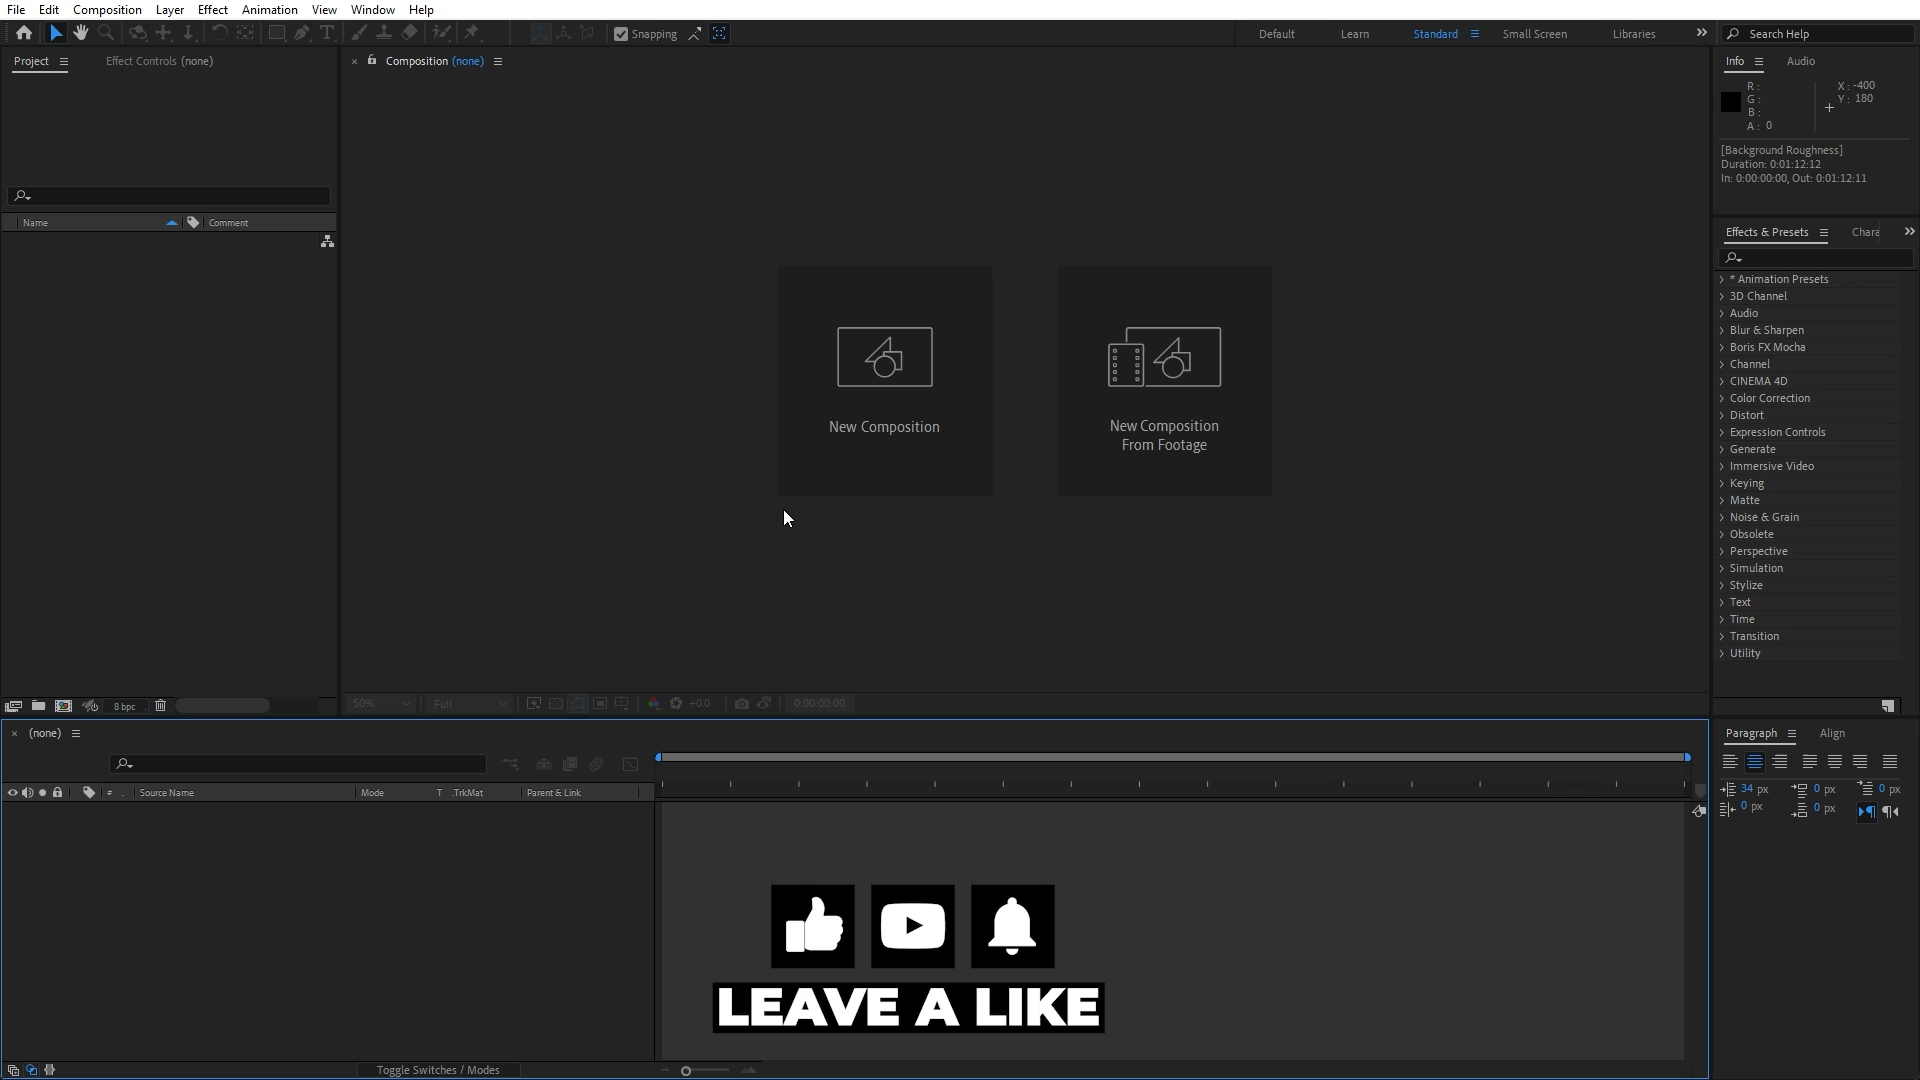 File Edit Composition Layer Effect Animation View Window Help
Snapping
Default Learn Standard Small Screen Libraries
Search Help
Project Effect Controls (none)
Composition (none)
Info Audio
R :
G :
B :
A : 0
X : -400
Y : 180
[Background Roughness]
Duration: 0:01:12:12
In: 0:00:00:00, Out: 0:01:12:11
Name Comment
Effects & Presets Chara
* Animation Presets
3D Channel
Audio
Blur & Sharpen
Boris FX Mocha
Channel
CINEMA 4D
Color Correction
Distort
Expression Controls
Generate
Immersive Video
Keying
Matte
Noise & Grain
Obsolete
Perspective
Simulation
Stylize
Text
Time
Transition
Utility
New Composition
New Composition
From Footage
8 bpc
50% Full +0.0 0:00:00:00
(none)
Paragraph Align
34 px 0 px 0 px
0 px 0 px
# Source Name Mode T .TrkMat Parent & Link
LEAVE A LIKE
Toggle Switches / Modes